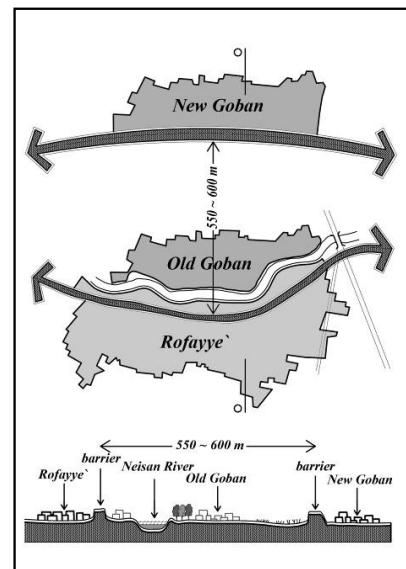 New Goban
550 ~ 600 m
Old Goban
Rofayye`
550 ~ 600 m
barrier
Rofayye`
Neisan River
Old Goban
barrier
New Goban